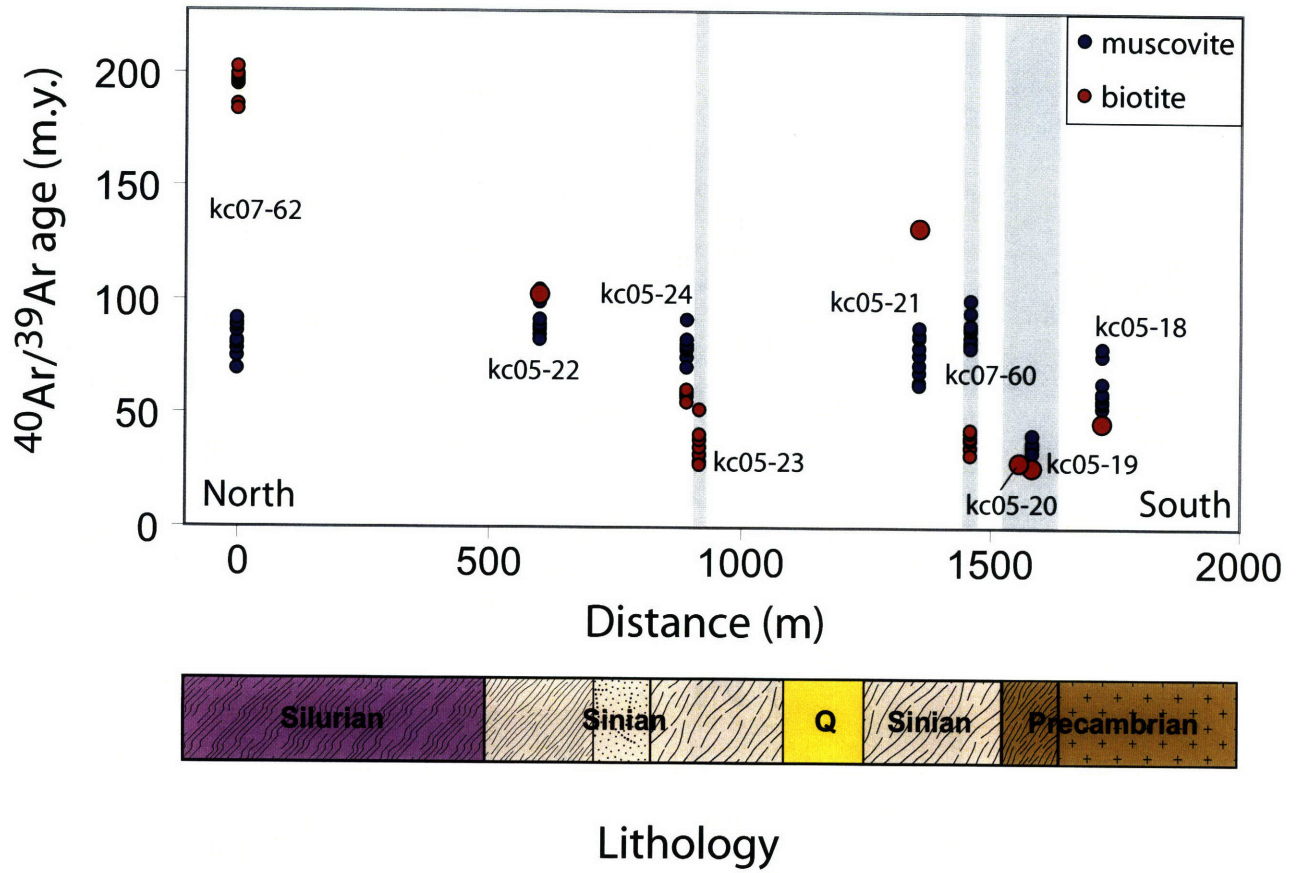 muscovite
biotite
40Ar/39Ar age (m.y.)
200
150
100
50
0
kc07-62
kc05-22
kc05-24
kc05-23
kc05-21
kc07-60
kc05-18
kc05-19
kc05-20
North
South
0
500
1000
1500
2000
Distance (m)
Silurian
Sinian
Q
Sinian
Precambrian
Lithology